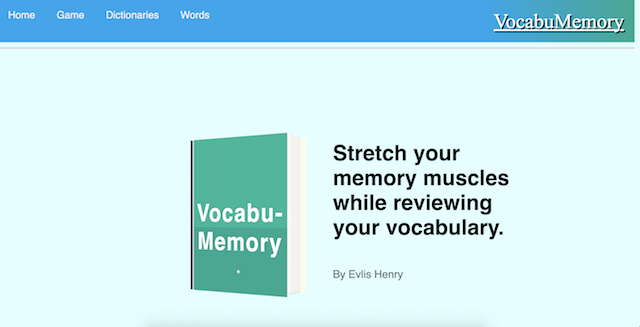 Home Game Dictionaries Words VocabuMemory
Vocabu-
Memory
Stretch your
memory muscles
while reviewing
your vocabulary.
By Evlis Henry